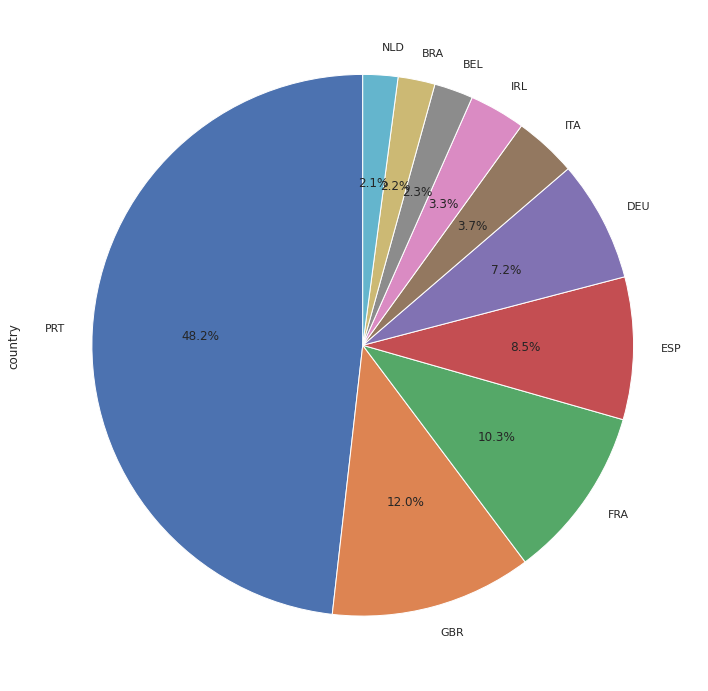 NLD
BRA
BEL
IRL
ITA
DEU
ESP
FRA
GBR
PRT
country
2.1%
2.2%
2.3%
3.3%
3.7%
7.2%
8.5%
10.3%
12.0%
48.2%